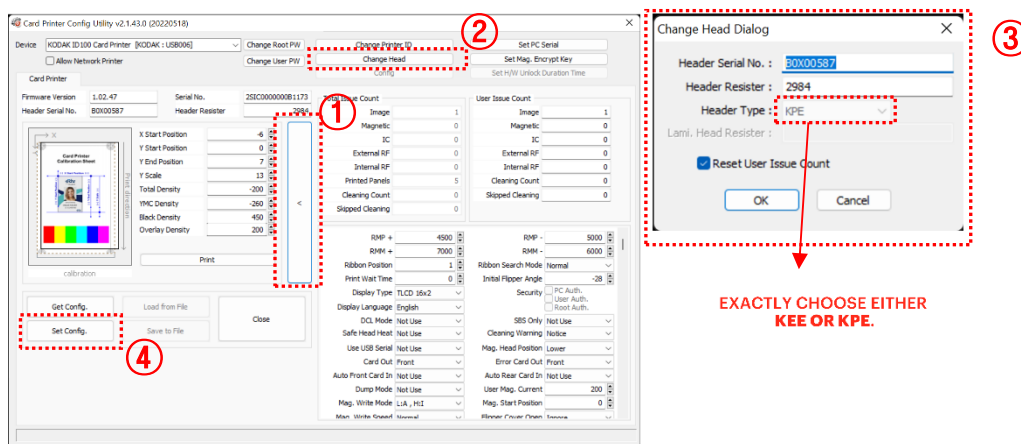 Card Printer Config Utility v2.1.43.0 (20220518)
Device KODAK ID100 Card Printer [KODAK : USB006] Change Root PW Change Printer ID Set PC Serial
Allow Network Printer Change User PW Change Head Set Mag. Encrypt Key
Config Set H/W Unlock Duration Time
②
Card Printer
Firmware Version 1.02.47 Serial No. 2SIC0000000B1173
Header Serial No. B0X00587 Header Resister 2984
①
X
Card Printer
Calibration Sheet
Print direction
calibration
X Start Position -6
Y Start Position 0
Y End Position 7
Y Scale 13
Total Density -200
YMC Density -260
Black Density 450
Overlay Density 200
Print
<
Get Config. Load from File
Set Config. Save to File
Close
④
Total Issue Count
Image 1
Magnetic 0
IC 0
External RF 0
Internal RF 0
Printed Panels 5
Cleaning Count 0
Skipped Cleaning 0
User Issue Count
Image 1
Magnetic 0
IC 0
External RF 0
Internal RF 0
Cleaning Count 0
Skipped Cleaning 0
RMP + 4500 RMP - 5000
RMM + 7000 RMM - 6000
Ribbon Position 1 Ribbon Search Mode Normal
Print Wait Time 0 Initial Flipper Angle -28
Display Type TLCD 16x2 Security PC Auth.
User Auth.
Display Language English Root Auth.
DCL Mode Not Use SBS Only Not Use
Safe Head Heat Not Use Cleaning Warning Notice
Use USB Serial Not Use Mag. Head Position Lower
Card Out Front Error Card Out Front
Auto Front Card In Not Use Auto Rear Card In Not Use
Dump Mode Not Use User Mag. Current 200
Mag. Write Mode L:A , H:I Mag. Start Position 0
Mag. Write Speed Normal Flipper Cover Open Ignore
Change Head Dialog
③
Header Serial No. : B0X00587
Header Resister : 2984
Header Type : KPE
Lami. Head Resister :
Reset User Issue Count
OK Cancel
EXACTLY CHOOSE EITHER
KEE OR KPE.